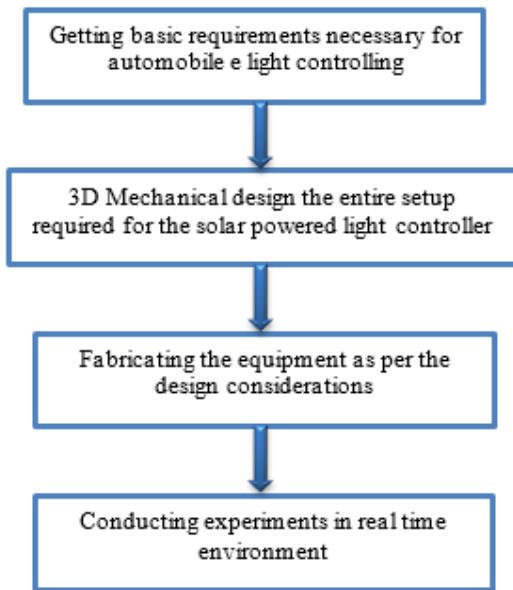 Getting basic requirements necessary for
automobile e light controlling
3D Mechanical design the entire setup
required for the solar powered light controller
Fabricating the equipment as per the
design considerations
Conducting experiments in real time
environment